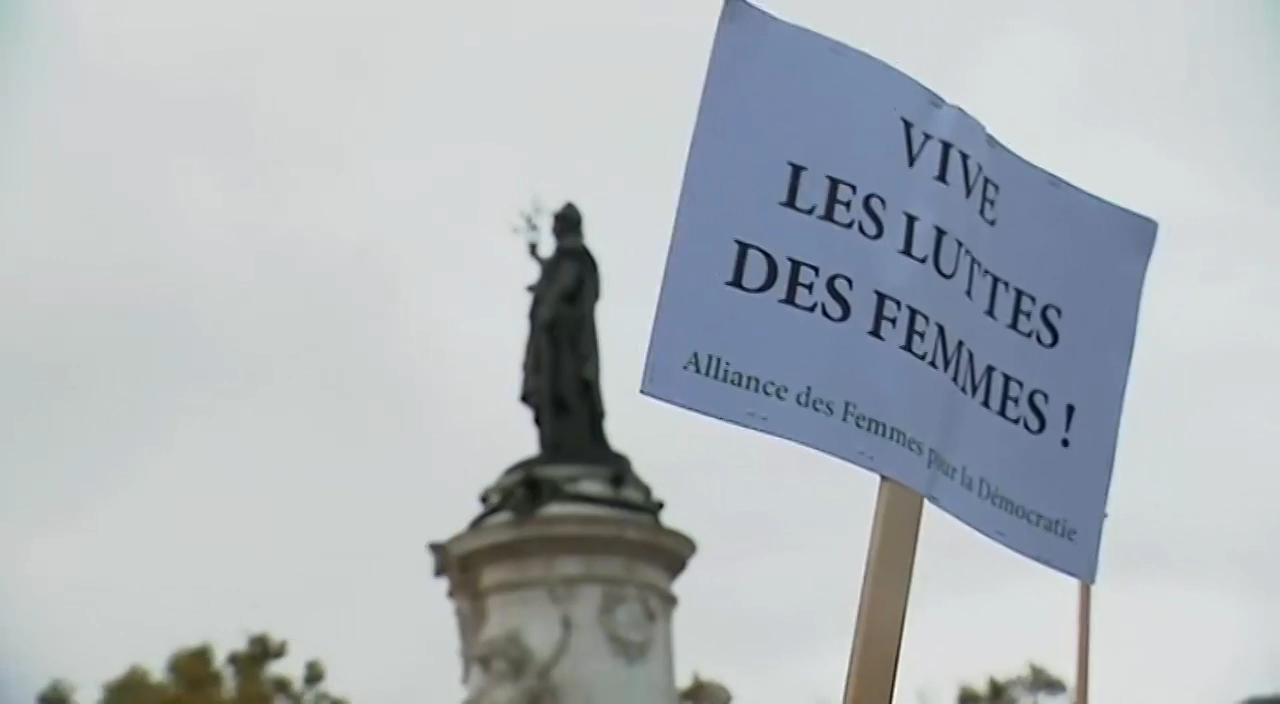 VIVE
LES LUTTES
DES FEMMES !
Alliance des Femmes pour la Démocratie